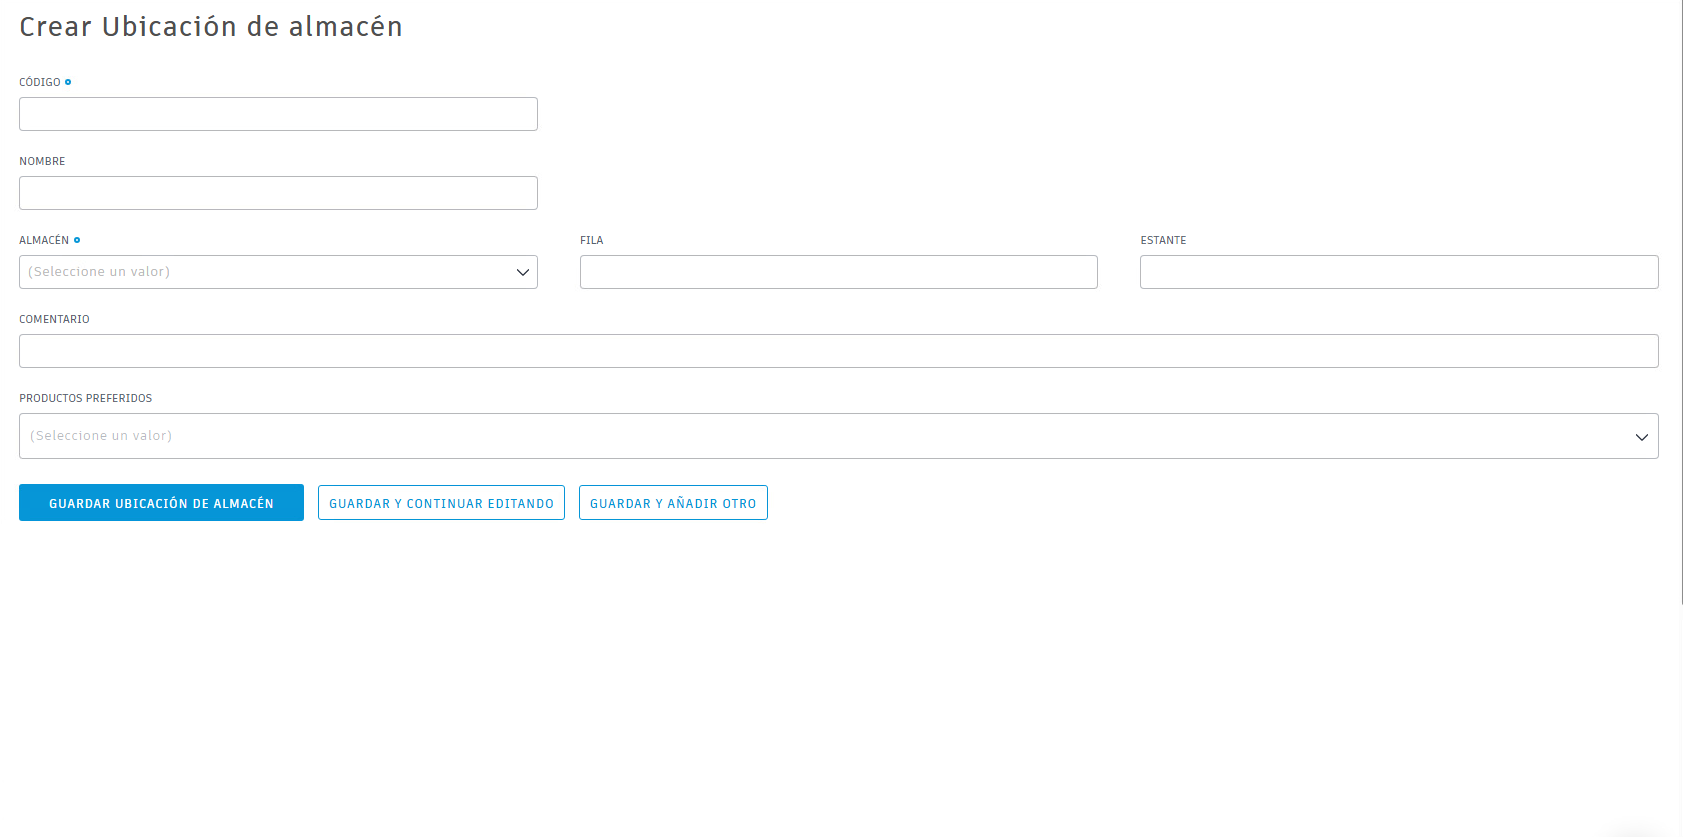 Crear Ubicación de almacén
CÓDIGO
NOMBRE
ALMACÉN FILA ESTANTE
(Seleccione un valor)
COMENTARIO
PRODUCTOS PREFERIDOS
(Seleccione un valor)
GUARDAR UBICACIÓN DE ALMACÉN GUARDAR Y CONTINUAR EDITANDO GUARDAR Y AÑADIR OTRO